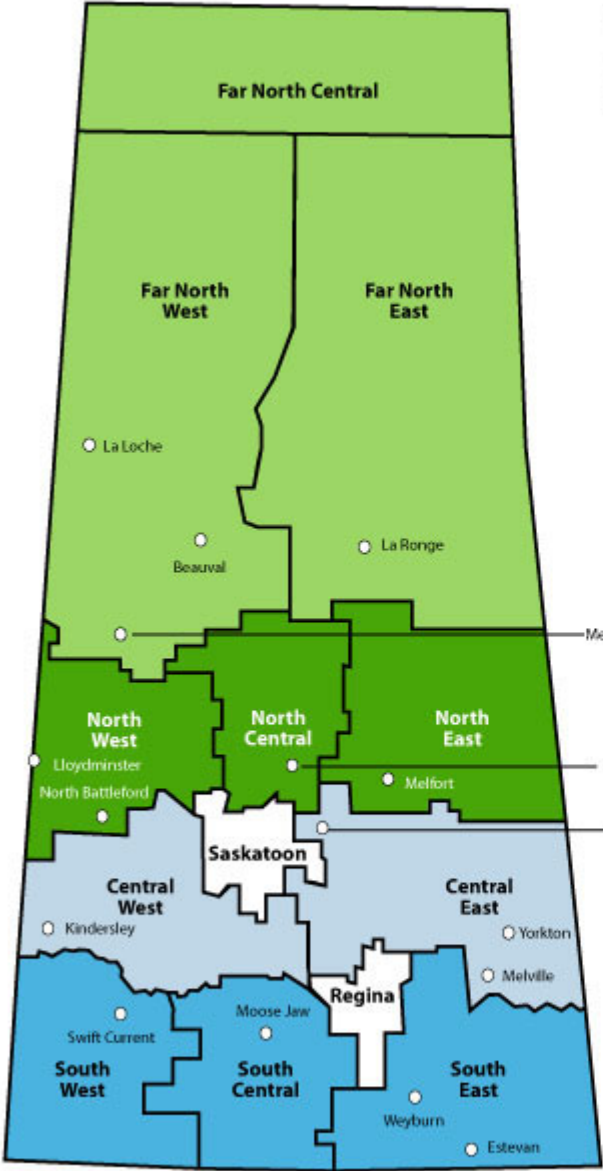 Far North Central
Far North
West
Far North
East
La Loche
Beauval
La Ronge
Me
North
West
North
Central
North
East
Lloydminster
North Battleford
Melfort
Saskatoon
Central
West
Central
East
Kindersley
Yorkton
Melville
Regina
Moose Jaw
Swift Current
South
West
South
Central
South
East
Weyburn
Estevan